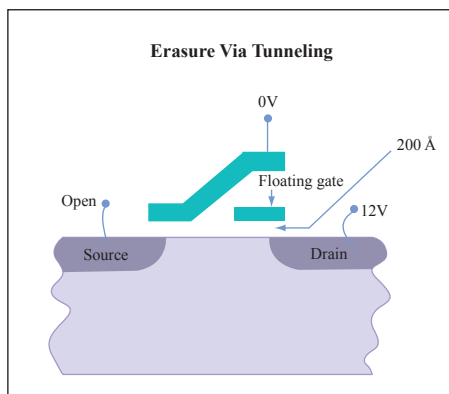 Erasure Via Tunneling
0V
200 Å
Floating gate
Open
12V
Source
Drain